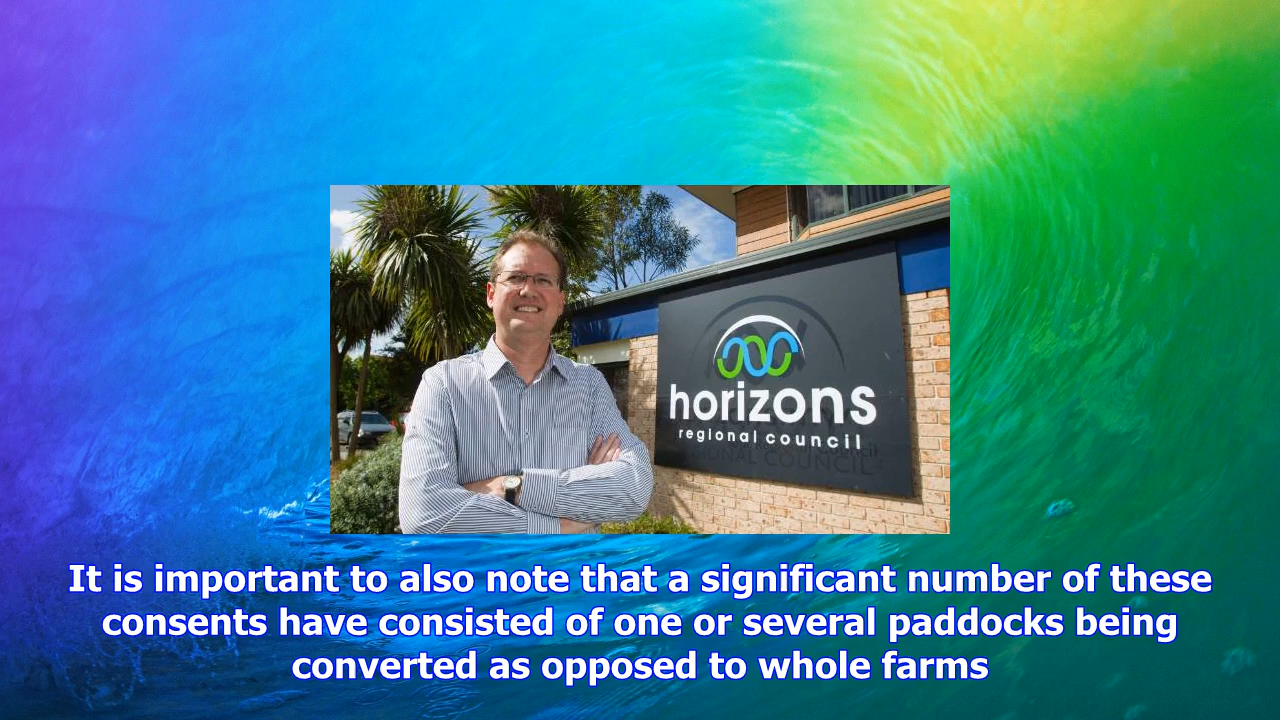 horizons
regional council
It is important to also note that a significant number of these
consents have consisted of one or several paddocks being
converted as opposed to whole farms